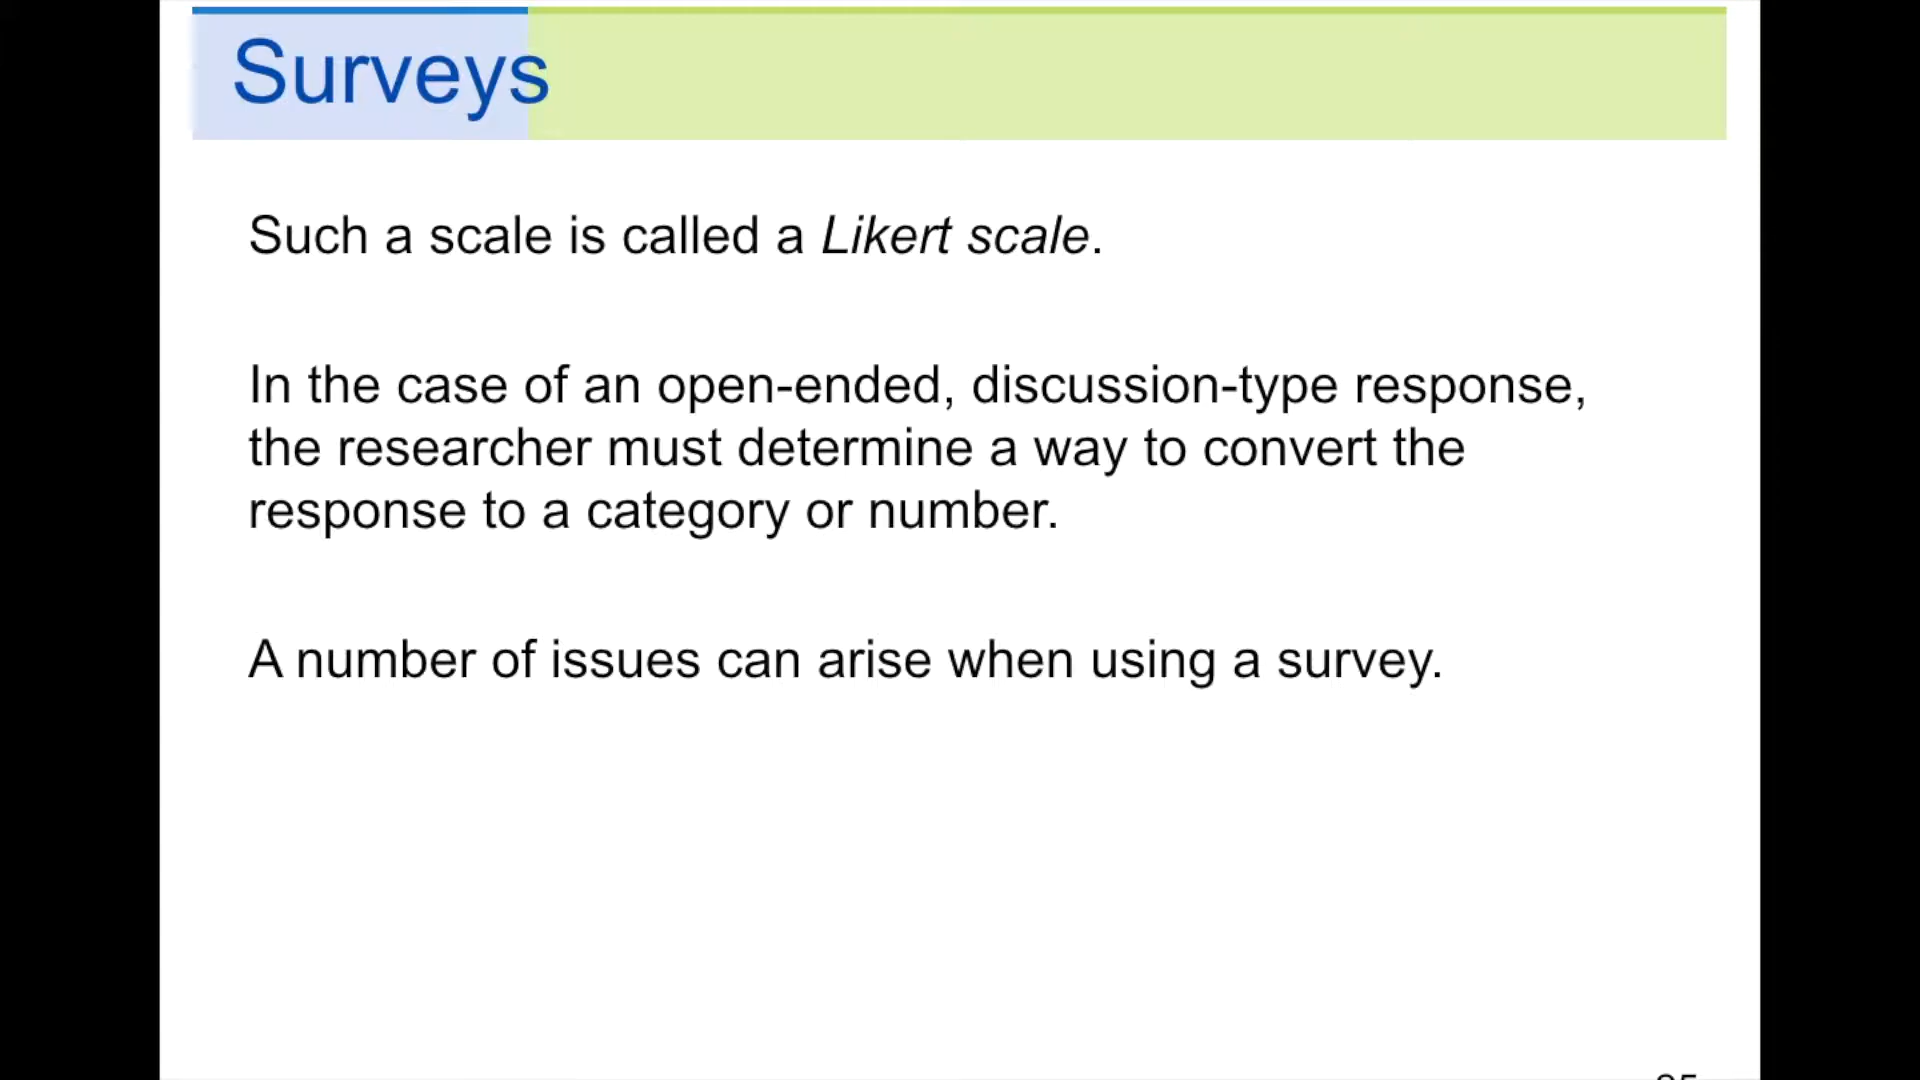 Surveys
Such a scale is called a Likert scale.
In the case of an open-ended, discussion-type response,
the researcher must determine a way to convert the
response to a category or number.
A number of issues can arise when using a survey.